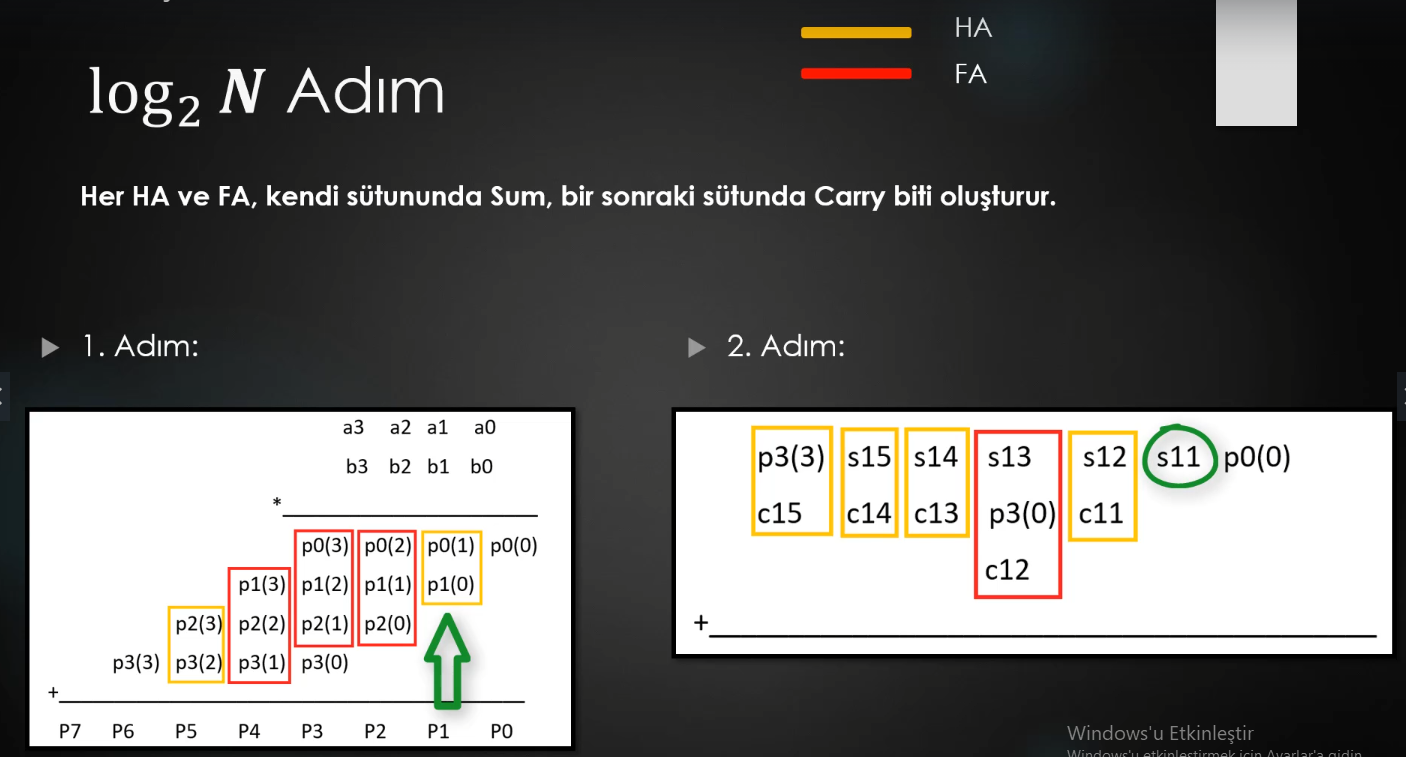 HA
FA
log₂ N Adım
Her HA ve FA, kendi sütununda Sum, bir sonraki sütunda Carry biti oluşturur.
1. Adım:
a3 a2 a1 a0
b3 b2 b1 b0
*
p0(3) p0(2) p0(1) p0(0)
p1(3) p1(2) p1(1) p1(0)
p2(3) p2(2) p2(1) p2(0)
p3(3) p3(2) p3(1) p3(0)
+
P7 P6 P5 P4 P3 P2 P1 P0
2. Adım:
p3(3) s15 s14 s13 s12 s11 p0(0)
c15 c14 c13 p3(0) c11
c12
+
Windows'u Etkinleştir
Windows'u etkinleştirmek için Ayarlar'a gidin